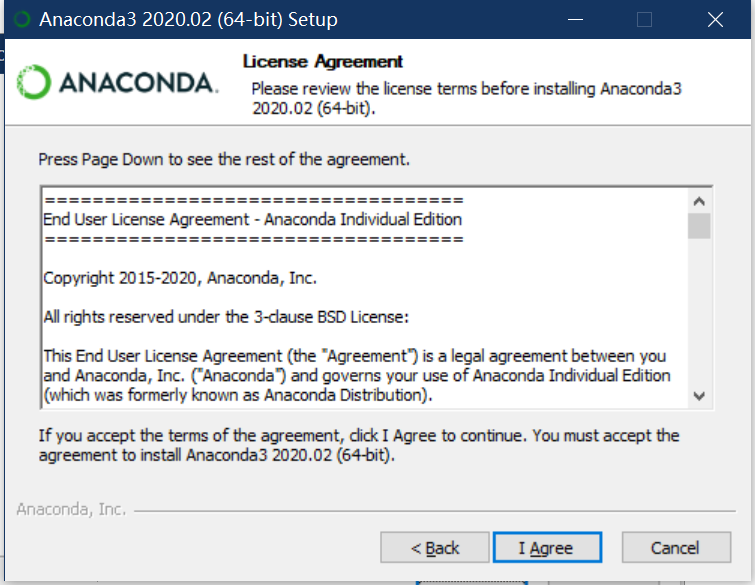 Anaconda3 2020.02 (64-bit) Setup
ANACONDA.
License Agreement
Please review the license terms before installing Anaconda3
2020.02 (64-bit).
Press Page Down to see the rest of the agreement.
===================================
End User License Agreement - Anaconda Individual Edition
===================================
Copyright 2015-2020, Anaconda, Inc.
All rights reserved under the 3-clause BSD License:
This End User License Agreement (the "Agreement") is a legal agreement between you
and Anaconda, Inc. ("Anaconda") and governs your use of Anaconda Individual Edition
(which was formerly known as Anaconda Distribution).
If you accept the terms of the agreement, click I Agree to continue. You must accept the
agreement to install Anaconda3 2020.02 (64-bit).
Anaconda, Inc.
< Back
I Agree
Cancel